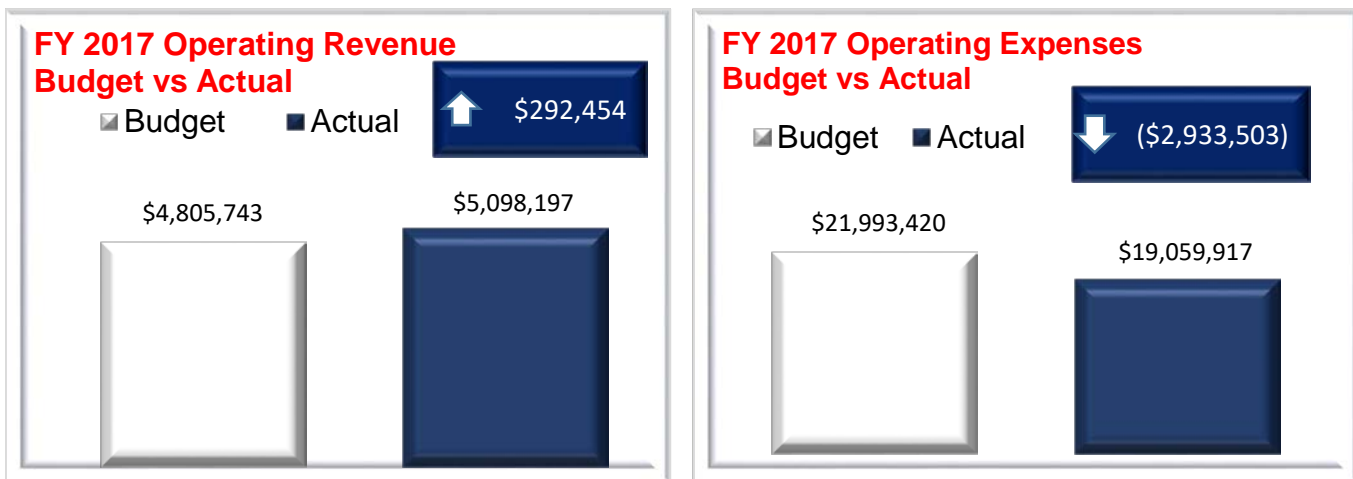 FY 2017 Operating Revenue
Budget vs Actual
Budget Actual
$292,454
$4,805,743
$5,098,197
FY 2017 Operating Expenses
Budget vs Actual
Budget Actual
($2,933,503)
$21,993,420
$19,059,917